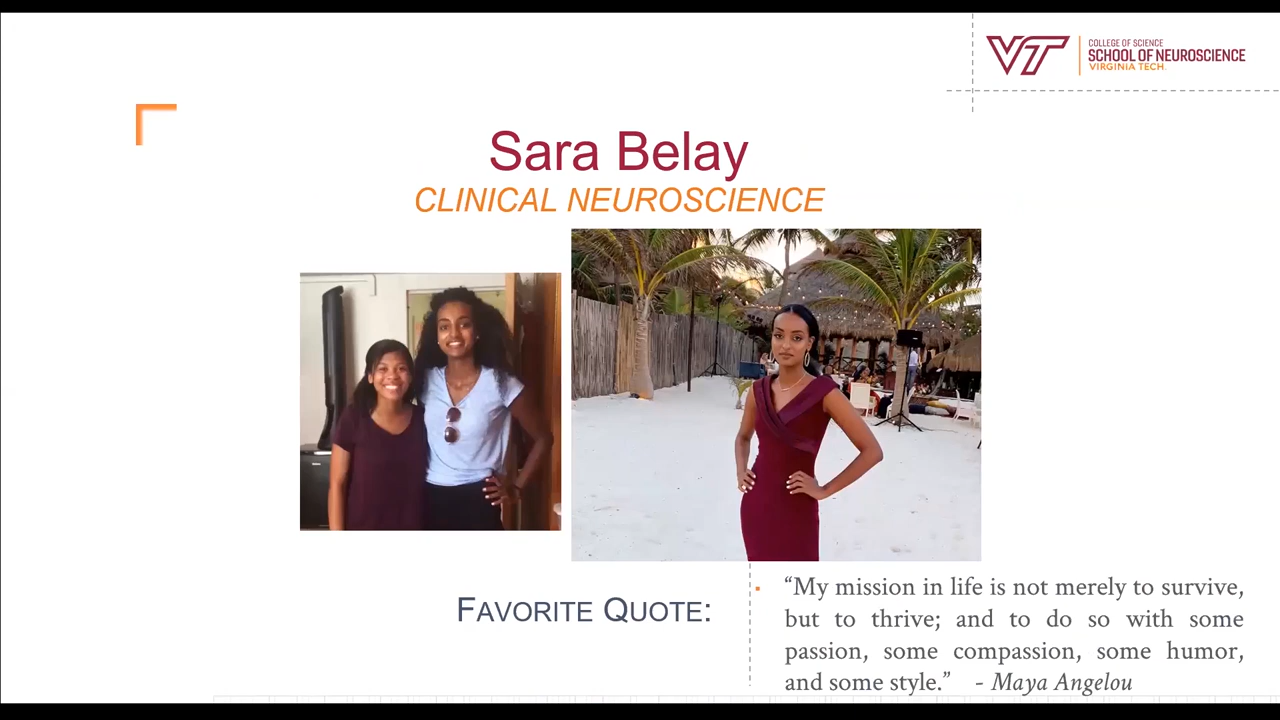 VT
COLLEGE OF SCIENCE
SCHOOL OF NEUROSCIENCE
VIRGINIA TECH.
Sara Belay
CLINICAL NEUROSCIENCE
FAVORITE QUOTE:
“My mission in life is not merely to survive,
but to thrive; and to do so with some
passion, some compassion, some humor,
and some style.” - Maya Angelou